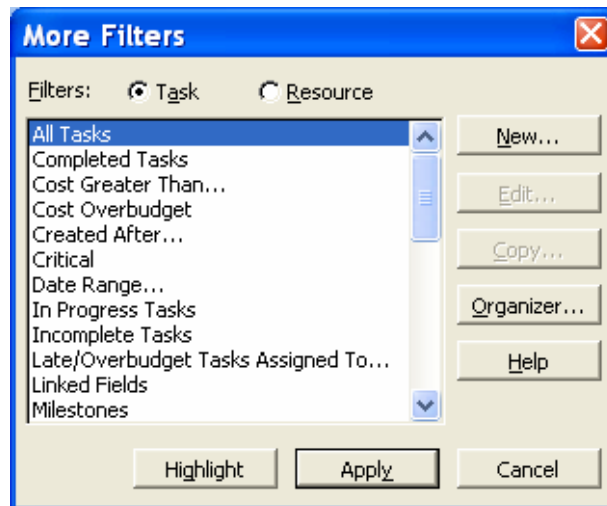 More Filters
Filters: Task Resource
All Tasks
Completed Tasks
Cost Greater Than...
Cost Overbudget
Created After...
Critical
Date Range...
In Progress Tasks
Incomplete Tasks
Late/Overbudget Tasks Assigned To...
Linked Fields
Milestones
New...
Edit...
Copy...
Organizer...
Help
Highlight Apply Cancel